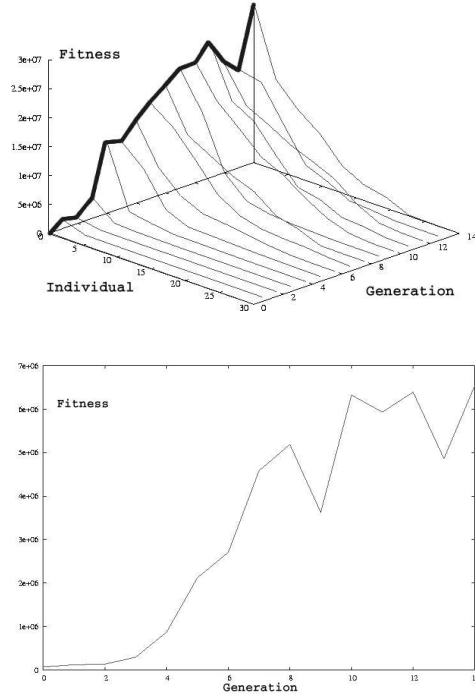 Fitness
3e+07
2.5e+07
2e+07
1.5e+07
1e+07
5e+06
0
0
5
10
15
20
25
30
0
2
4
6
8
10
12
14
Individual
Generation
7e+06
Fitness
6e+06
5e+06
4e+06
3e+06
2e+06
1e+06
0
0 2 4 6 8 10 12 14
Generation